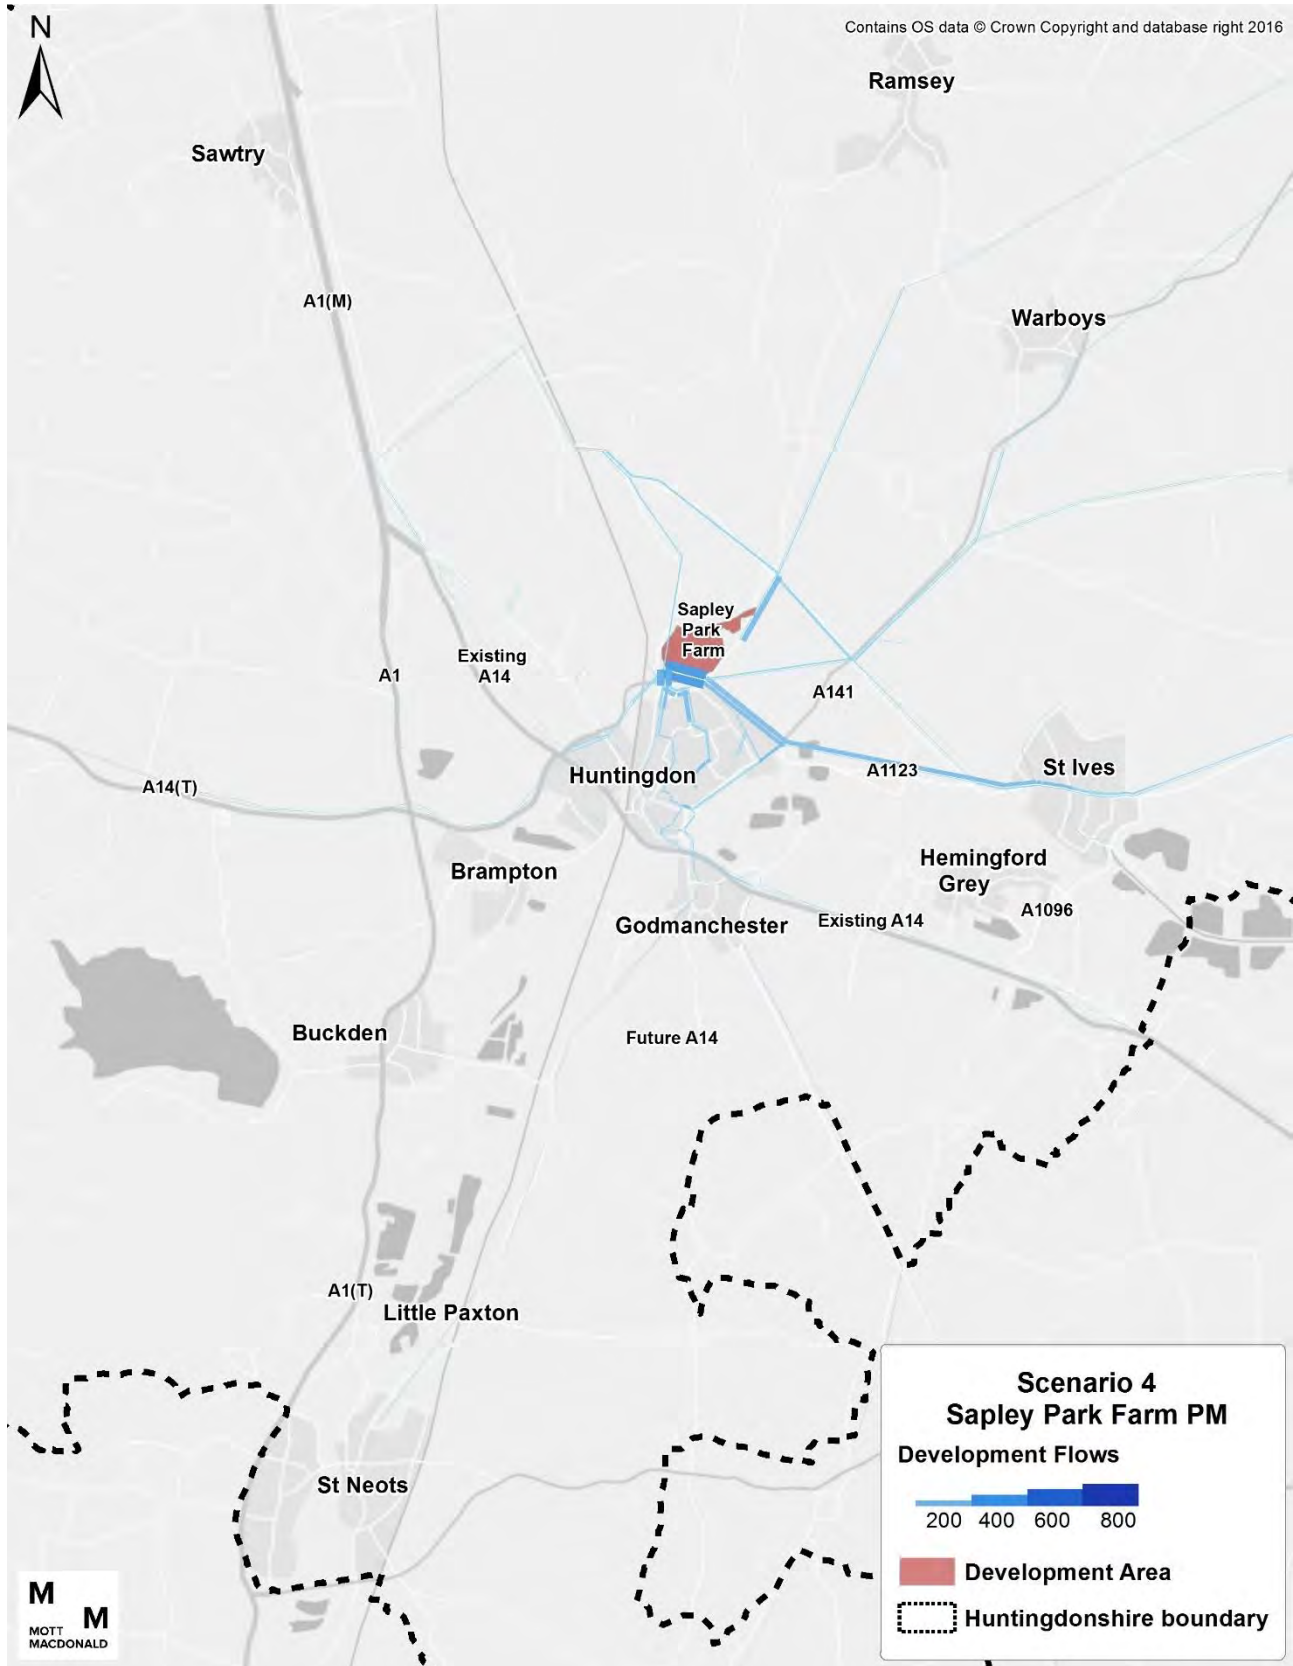 N
Contains OS data © Crown Copyright and database right 2016
Ramsey
Sawtry
A1(M)
Warboys
Sapley
Park
Farm
Existing
A14
A1
A141
A14(T)
Huntingdon
A1123
St Ives
Brampton
Hemingford
Grey
A1096
Godmanchester
Existing A14
Buckden
Future A14
A1(T)
Little Paxton
St Neots
Scenario 4
Sapley Park Farm PM
Development Flows
200 400 600 800
Development Area
Huntingdonshire boundary
M
M
MOTT
MACDONALD